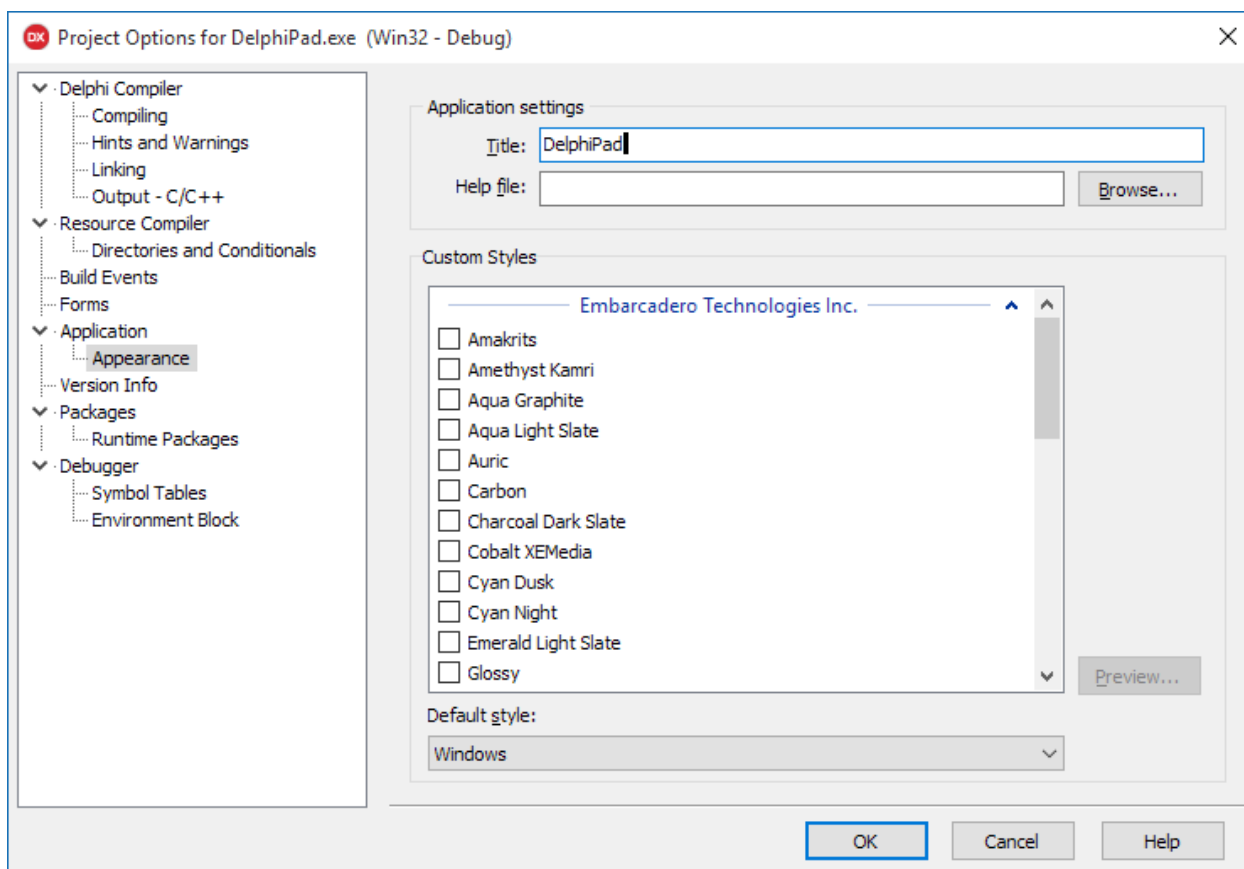 DX Project Options for DelphiPad.exe (Win32 - Debug)
Delphi Compiler
Compiling
Hints and Warnings
Linking
Output - C/C++
Resource Compiler
Directories and Conditionals
Build Events
Forms
Application
Appearance
Version Info
Packages
Runtime Packages
Debugger
Symbol Tables
Environment Block
Application settings
Title: DelphiPad
Help file:
Browse...
Custom Styles
Embarcadero Technologies Inc.
Amakrits
Amethyst Kamri
Aqua Graphite
Aqua Light Slate
Auric
Carbon
Charcoal Dark Slate
Cobalt XEMedia
Cyan Dusk
Cyan Night
Emerald Light Slate
Glossy
Preview...
Default style:
Windows
OK Cancel Help